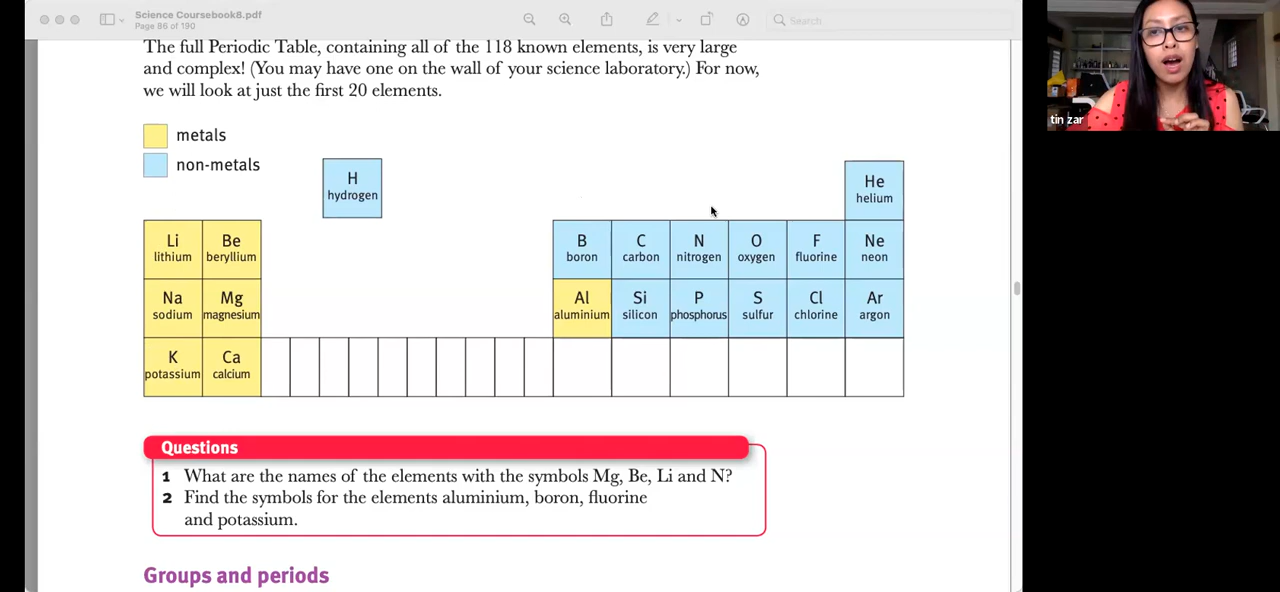 Science Coursebook8.pdf
Page 86 of 190
Search
tin zar
The full Periodic Table, containing all of the 118 known elements, is very large
and complex! (You may have one on the wall of your science laboratory.) For now,
we will look at just the first 20 elements.
metals
non-metals
H
hydrogen
He
helium
Li
lithium
Be
beryllium
B
boron
C
carbon
N
nitrogen
O
oxygen
F
fluorine
Ne
neon
Na
sodium
Mg
magnesium
Al
aluminium
Si
silicon
P
phosphorus
S
sulfur
Cl
chlorine
Ar
argon
K
potassium
Ca
calcium
Questions
1 What are the names of the elements with the symbols Mg, Be, Li and N?
2 Find the symbols for the elements aluminium, boron, fluorine
and potassium.
Groups and periods